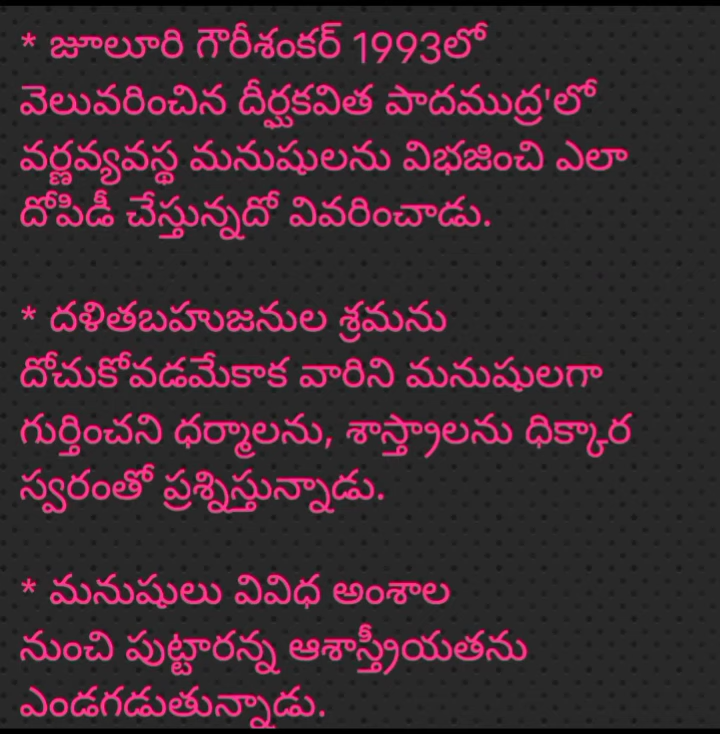 * జూలూరి గౌరీశంకర్ 1993లో
వెలువరించిన దీర్ఘకవిత పాదముద్ర'లో
వర్ణవ్యవస్థ మనుషులను విభజించి ఎలా
దోపిడీ చేస్తున్నదో వివరించాడు.
* దళితబహుజనుల శ్రమను
దోచుకోవడమేకాక వారిని మనుషులగా
గుర్తించని ధర్మాలను, శాస్త్రాలను ధిక్కార
స్వరంతో ప్రశ్నిస్తున్నాడు.
* మనుషులు వివిధ అంశాల
నుంచి పుట్టారన్న ఆశాస్త్రీయతను
ఎండగడుతున్నాడు.